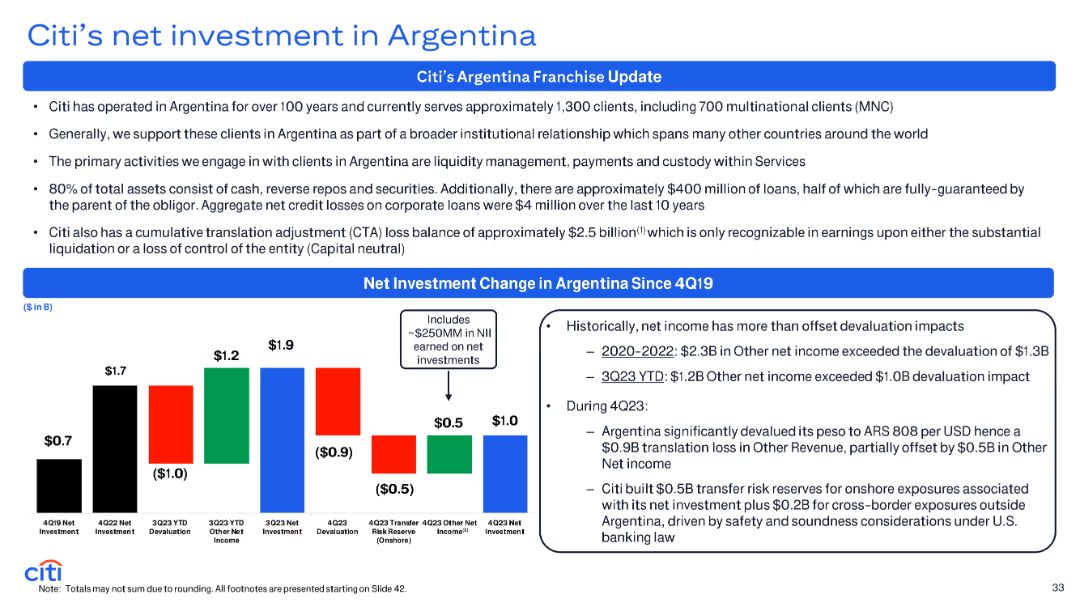 Citi's net investment in Argentina
Citi's Argentina Franchise Update
• Citi has operated in Argentina for over 100 years and currently serves approximately 1,300 clients, including 700 multinational clients (MNC)
• Generally, we support these clients in Argentina as part of a broader institutional relationship which spans many other countries around the world
• The primary activities we engage in with clients in Argentina are liquidity management, payments and custody within Services
• 80% of total assets consist of cash, reverse repos and securities. Additionally, there are approximately $400 million of loans, half of which are fully-guaranteed by
the parent of the obligor. Aggregate net credit losses on corporate loans were $4 million over the last 10 years
• Citi also has a cumulative translation adjustment (CTA) loss balance of approximately $2.5 billion(1) which is only recognizable in earnings upon either the substantial
liquidation or a loss of control of the entity (Capital neutral)
Net Investment Change in Argentina Since 4Q19
($ in B)
Includes
~$250MM in NII
earned on net
investments
$0.7
$1.7
($1.0)
$1.2
$1.9
($0.9)
($0.5)
$0.5
$1.0
4Q19 Net
Investment
4Q22 Net
Investment
3Q23 YTD
Devaluation
3Q23 YTD
Other Net
Income
3Q23 Net
Investment
4Q23
Devaluation
4Q23 Transfer
Risk Reserve
(Onshore)
4Q23 Other Net
Income(2)
4Q23 Net
Investment
• Historically, net income has more than offset devaluation impacts
– 2020-2022: $2.3B in Other net income exceeded the devaluation of $1.3B
– 3Q23 YTD: $1.2B Other net income exceeded $1.0B devaluation impact
• During 4Q23:
– Argentina significantly devalued its peso to ARS 808 per USD hence a
$0.9B translation loss in Other Revenue, partially offset by $0.5B in Other
Net income
– Citi built $0.5B transfer risk reserves for onshore exposures associated
with its net investment plus $0.2B for cross-border exposures outside
Argentina, driven by safety and soundness considerations under U.S.
banking law
citi
Note: Totals may not sum due to rounding. All footnotes are presented starting on Slide 42.
33